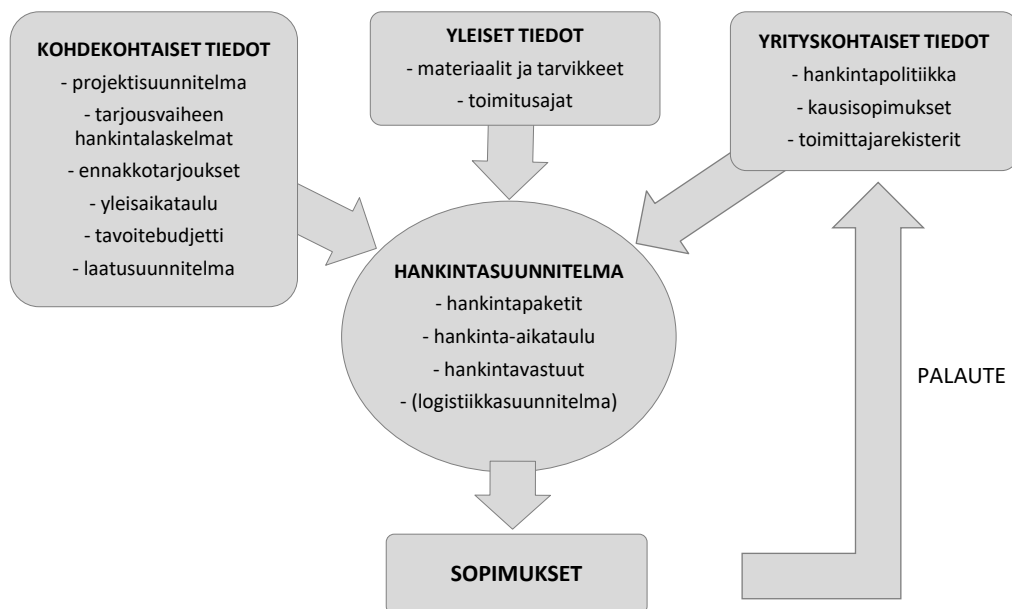 KOHDEKOHTAISET TIEDOT
- projektisuunnitelma
- tarjousvaiheen
hankintalaskelmat
- ennakkotarjoukset
- yleisaikataulu
- tavoitebudjetti
- laatusuunnitelma
YLEISET TIEDOT
- materiaalit ja tarvikkeet
- toimitusajat
YRITYSKOHTAISET TIEDOT
- hankintapolitiikka
- kausisopimukset
- toimittajarekisterit
HANKINTASUUNNITELMA
- hankintapaketit
- hankinta-aikataulu
- hankintavastuut
- (logistiikkasuunnitelma)
PALAUTE
SOPIMUKSET